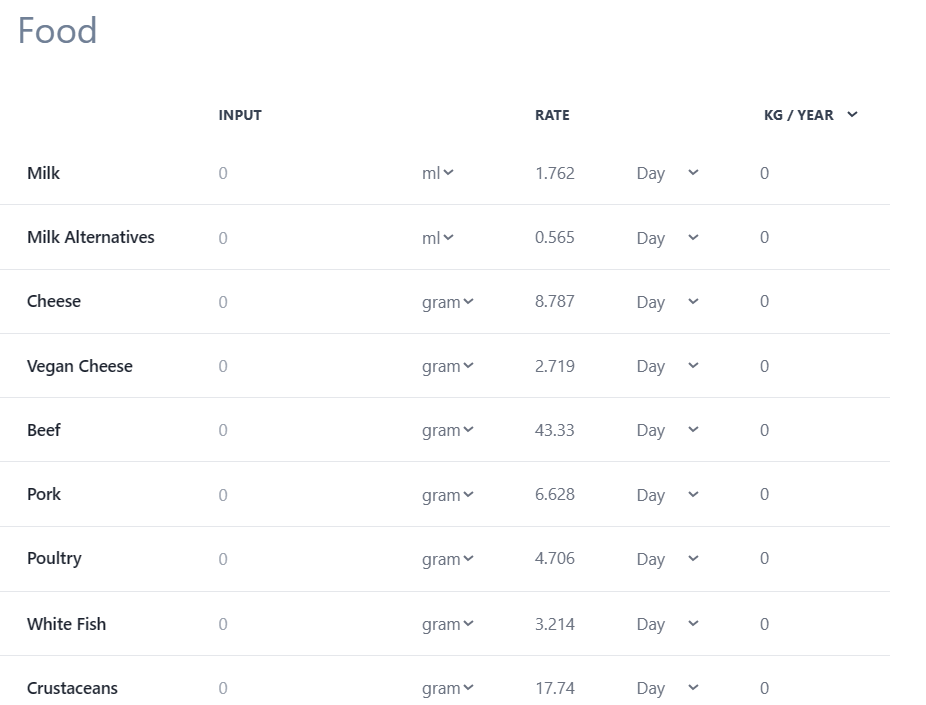 Food
INPUT RATE KG / YEAR
Milk 0 ml 1.762 Day 0
Milk Alternatives 0 ml 0.565 Day 0
Cheese 0 gram 8.787 Day 0
Vegan Cheese 0 gram 2.719 Day 0
Beef 0 gram 43.33 Day 0
Pork 0 gram 6.628 Day 0
Poultry 0 gram 4.706 Day 0
White Fish 0 gram 3.214 Day 0
Crustaceans 0 gram 17.74 Day 0